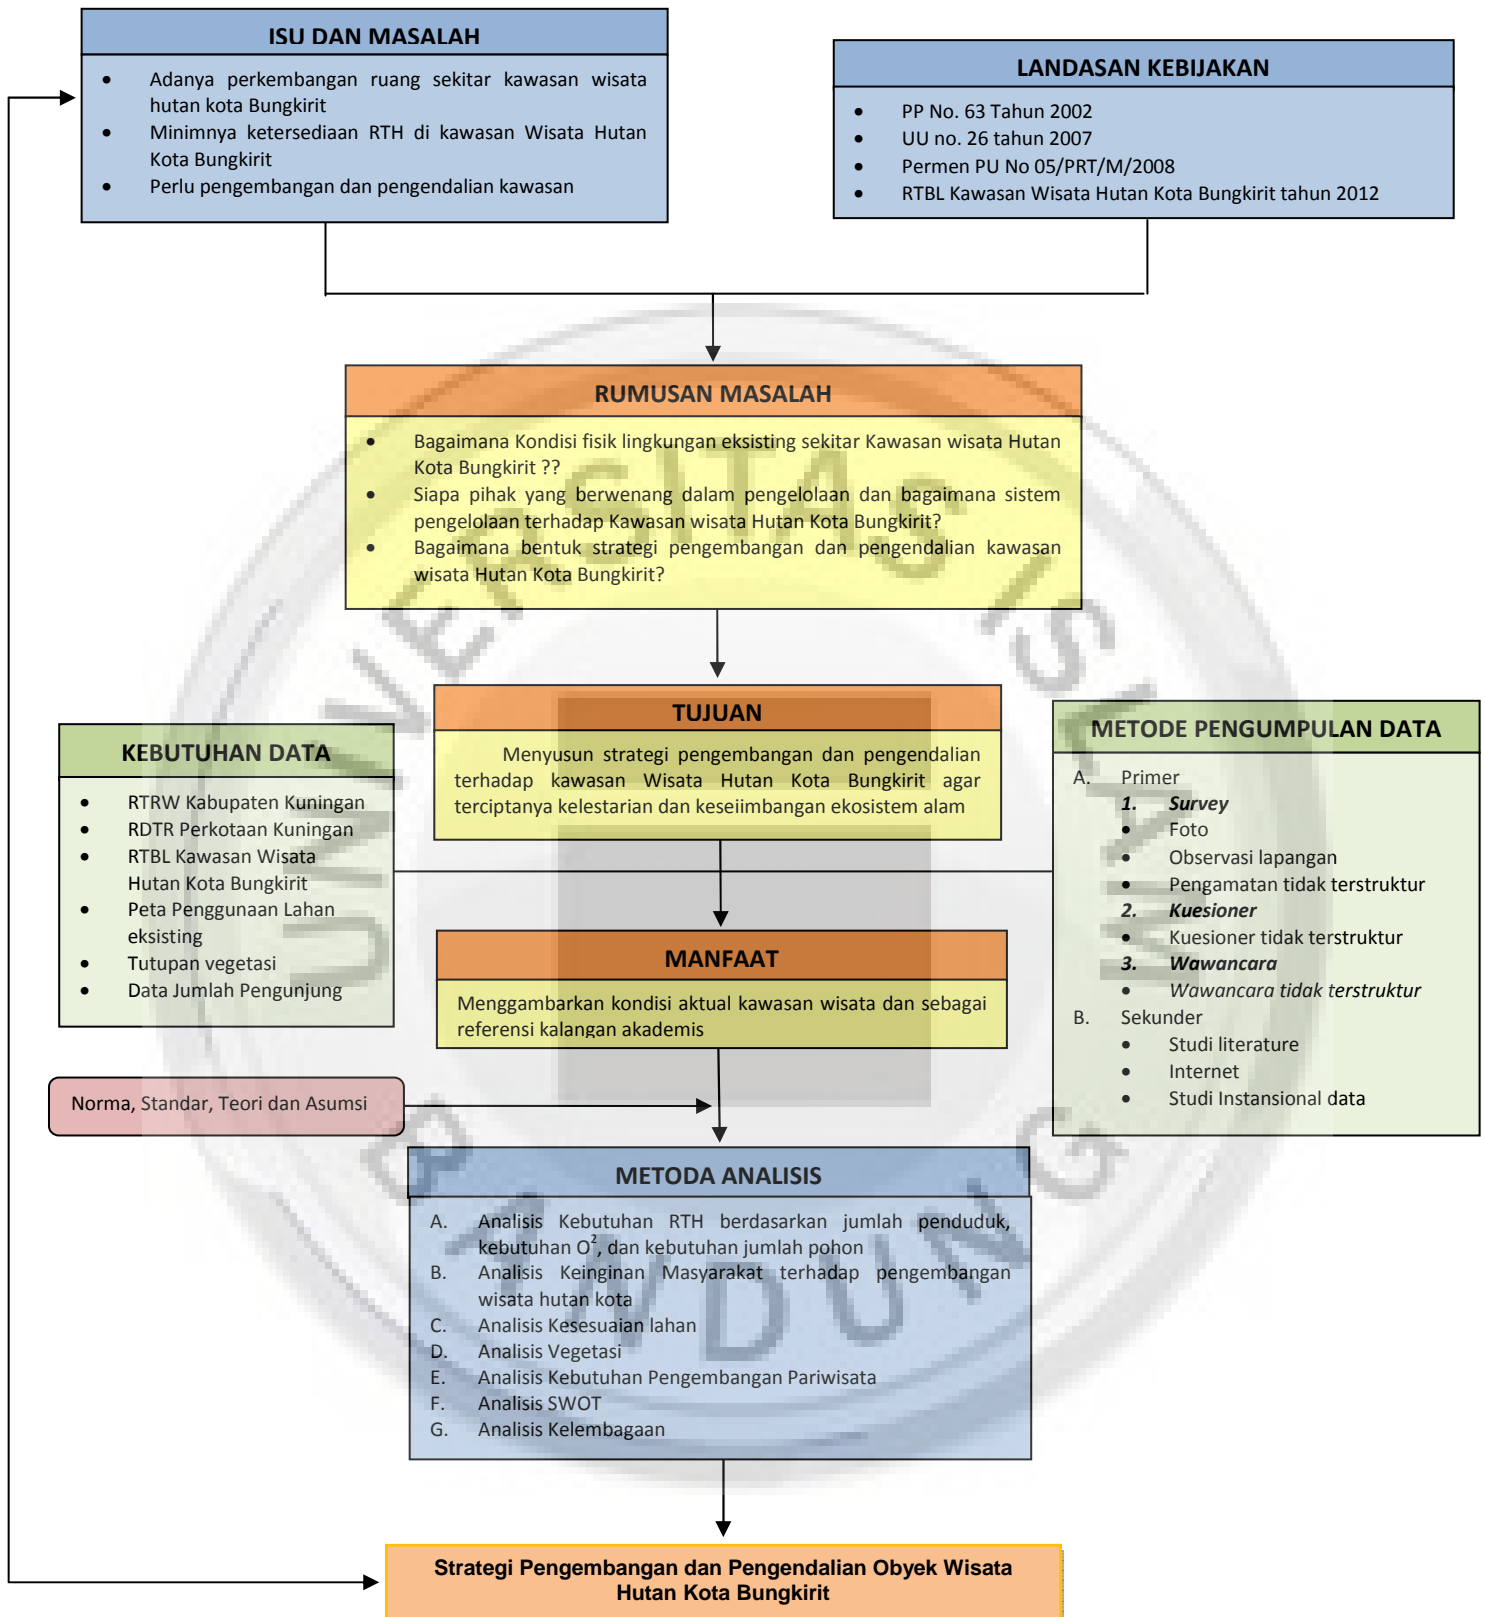 ISU DAN MASALAH
• Adanya perkembangan ruang sekitar kawasan wisata
hutan kota Bungkirit
• Minimnya ketersediaan RTH di kawasan Wisata Hutan
Kota Bungkirit
• Perlu pengembangan dan pengendalian kawasan
LANDASAN KEBIJAKAN
• PP No. 63 Tahun 2002
• UU no. 26 tahun 2007
• Permen PU No 05/PRT/M/2008
• RTBL Kawasan Wisata Hutan Kota Bungkirit tahun 2012
RUMUSAN MASALAH
• Bagaimana Kondisi fisik lingkungan eksisting sekitar Kawasan wisata Hutan
Kota Bungkirit ??
• Siapa pihak yang berwenang dalam pengelolaan dan bagaimana sistem
pengelolaan terhadap Kawasan wisata Hutan Kota Bungkirit?
• Bagaimana bentuk strategi pengembangan dan pengendalian kawasan
wisata Hutan Kota Bungkirit?
TUJUAN
Menyusun strategi pengembangan dan pengendalian
terhadap kawasan Wisata Hutan Kota Bungkirit agar
terciptanya kelestarian dan keseiimbangan ekosistem alam
KEBUTUHAN DATA
• RTRW Kabupaten Kuningan
• RDTR Perkotaan Kuningan
• RTBL Kawasan Wisata
Hutan Kota Bungkirit
• Peta Penggunaan Lahan
eksisting
• Tutupan vegetasi
• Data Jumlah Pengunjung
METODE PENGUMPULAN DATA
A. Primer
1. Survey
• Foto
• Observasi lapangan
• Pengamatan tidak terstruktur
2. Kuesioner
• Kuesioner tidak terstruktur
3. Wawancara
• Wawancara tidak terstruktur
B. Sekunder
• Studi literature
• Internet
• Studi Instansional data
MANFAAT
Menggambarkan kondisi aktual kawasan wisata dan sebagai
referensi kalangan akademis
Norma, Standar, Teori dan Asumsi
METODA ANALISIS
A. Analisis Kebutuhan RTH berdasarkan jumlah penduduk,
kebutuhan O², dan kebutuhan jumlah pohon
B. Analisis Keinginan Masyarakat terhadap pengembangan
wisata hutan kota
C. Analisis Kesesuaian lahan
D. Analisis Vegetasi
E. Analisis Kebutuhan Pengembangan Pariwisata
F. Analisis SWOT
G. Analisis Kelembagaan
Strategi Pengembangan dan Pengendalian Obyek Wisata
Hutan Kota Bungkirit
UNIVERSITAS ISLAM
BANDUNG